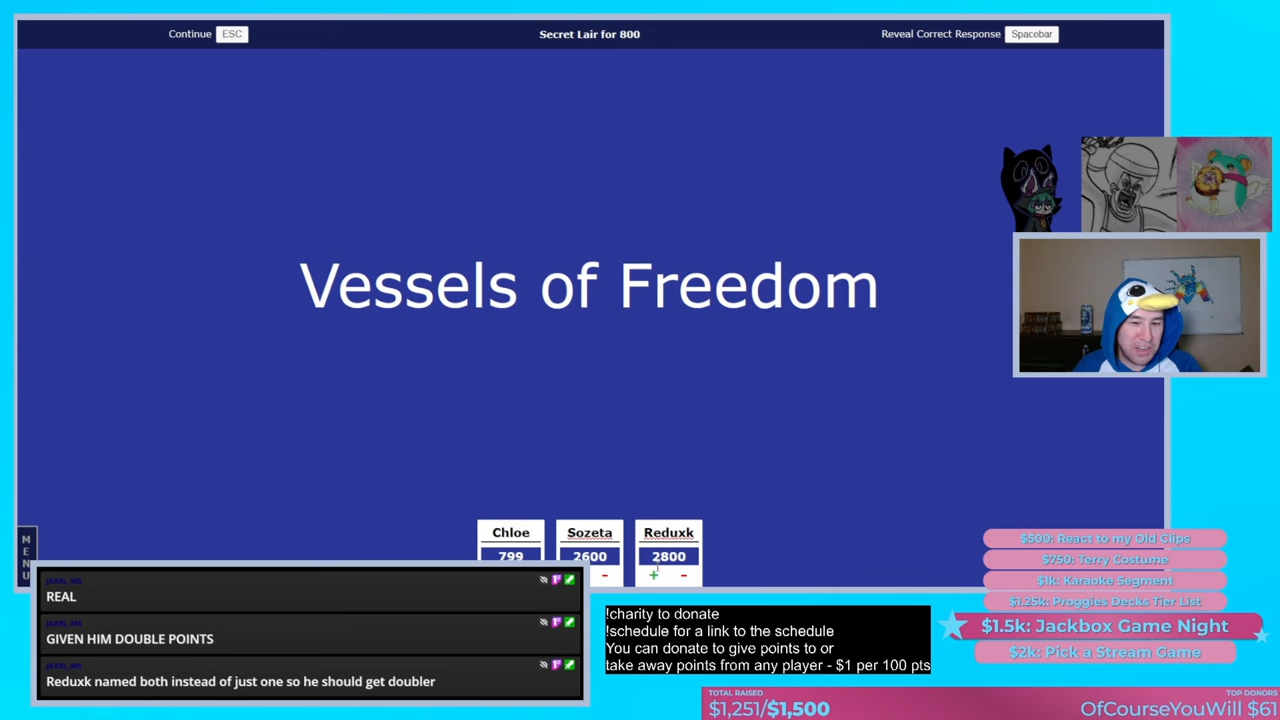 Continue ESC
Secret Lair for 800
Reveal Correct Response Spacebar
Vessels of Freedom
MENU
Chloe Sozeta Reduxk
799 2600 2800
- + -
JAXEL_MS
REAL
JAXEL_MS
GIVEN HIM DOUBLE POINTS
JAXEL_MS
Reduxk named both instead of just one so he should get doubler
!charity to donate
!schedule for a link to the schedule
You can donate to give points to or
take away points from any player - $1 per 100 pts
$500: React to my Old Clips
$750: Terry Costume
$1k: Karaoke Segment
$1.25k: Proggies Decks Tier List
$1.5k: Jackbox Game Night
$2k: Pick a Stream Game
TOTAL RAISED TOP DONORS
$1,251/$1,500 OfCourseYouWill $61